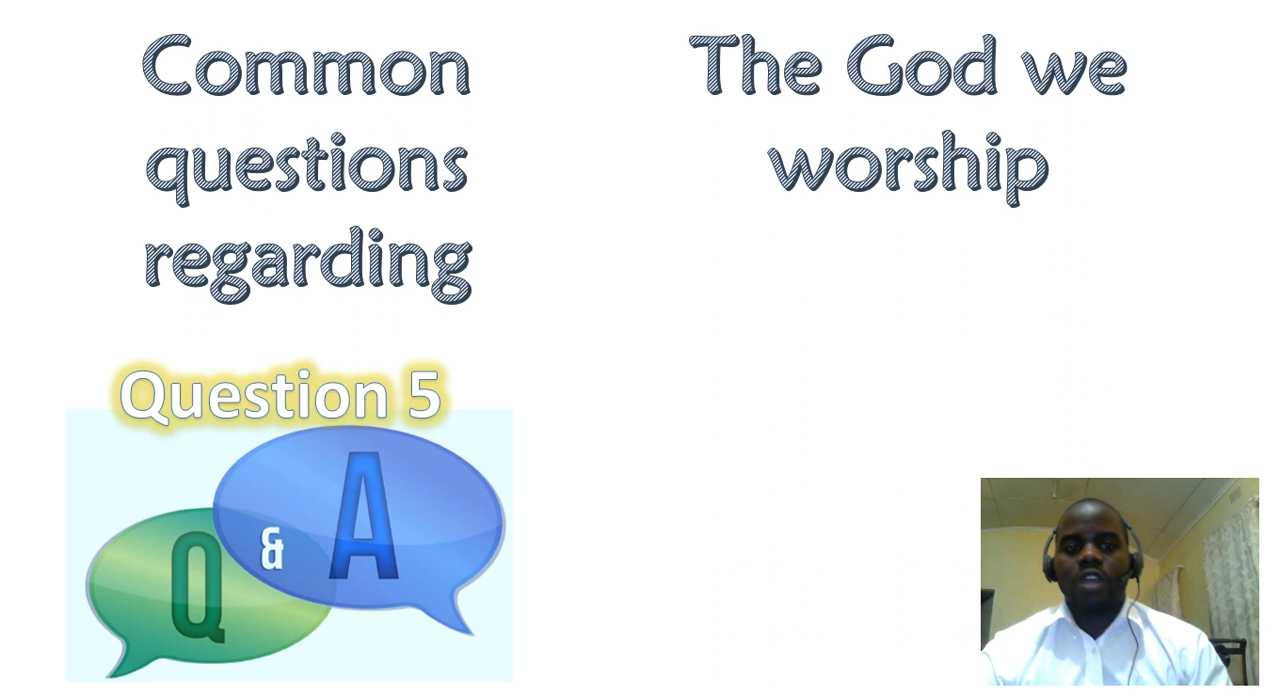 Common
questions
regarding
The God we
worship
Question 5
Q & A